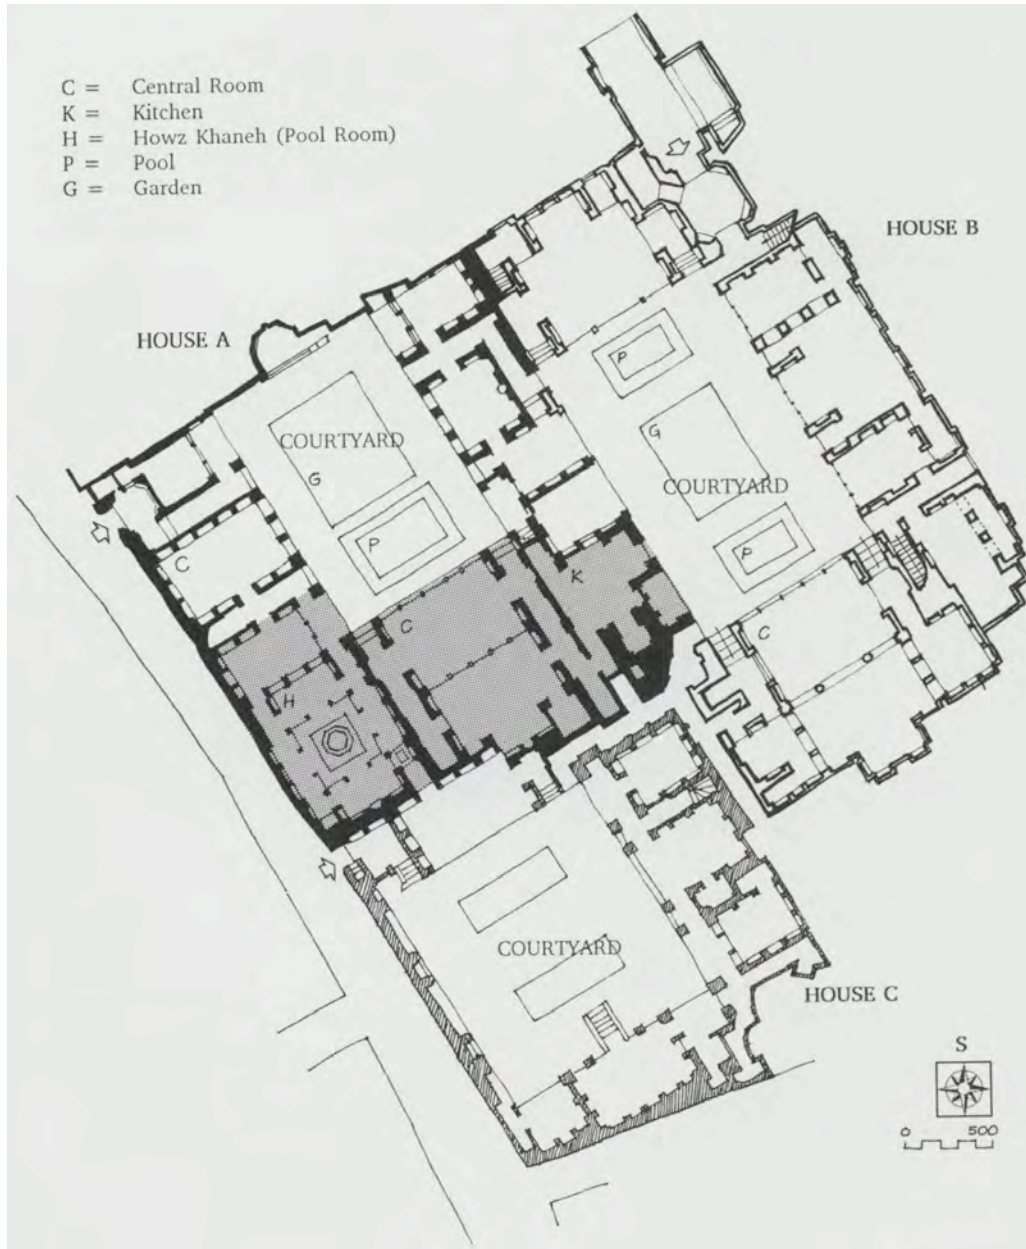 C = Central Room
K = Kitchen
H = Howz Khaneh (Pool Room)
P = Pool
G = Garden
HOUSE B
HOUSE A
P
COURTYARD
G
G
COURTYARD
P
P
C
K
C
C
H
COURTYARD
HOUSE C
S
0 500